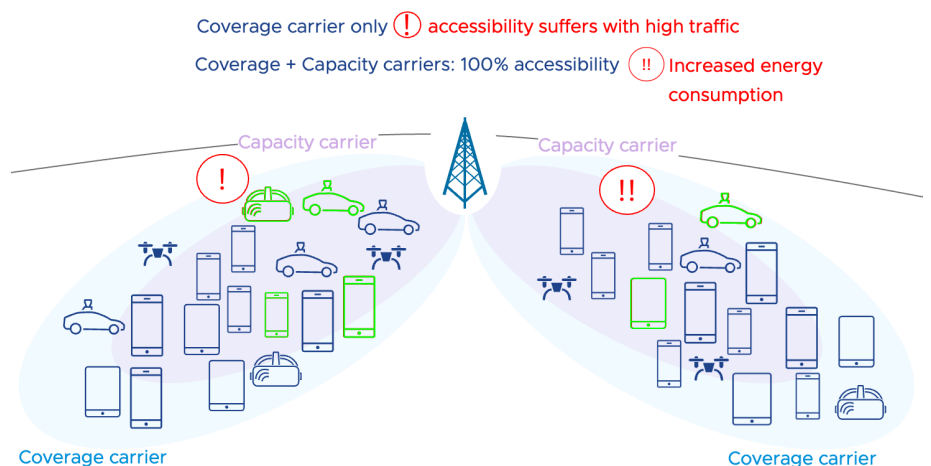 Coverage carrier only ! accessibility suffers with high traffic
Coverage + Capacity carriers: 100% accessibility !! Increased energy
consumption
Capacity carrier
Capacity carrier
!
!!
Coverage carrier
Coverage carrier